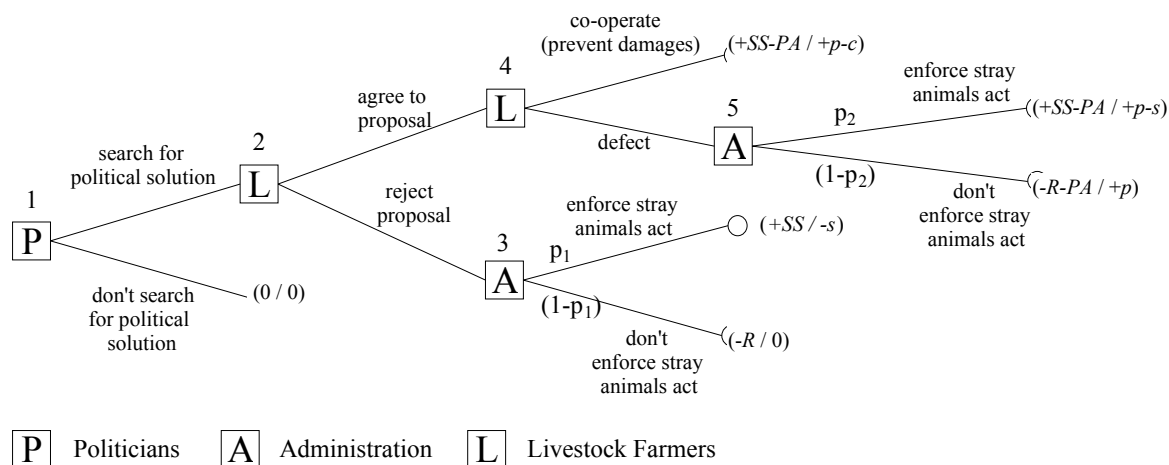 co-operate
(prevent damages)
(+SS-PA / +p-c)
4
L
agree to
proposal
enforce stray
animals act
5
A
p2
(+SS-PA / +p-s)
defect
(1-p2)
(-R-PA / +p)
don't
enforce stray
animals act
2
L
search for
political solution
1
P
reject
proposal
enforce stray
animals act
(+SS / -s)
3
A
p1
(1-p1)
don't search
for political
solution
(0 / 0)
don't
enforce stray
animals act
(-R / 0)
P Politicians A Administration L Livestock Farmers